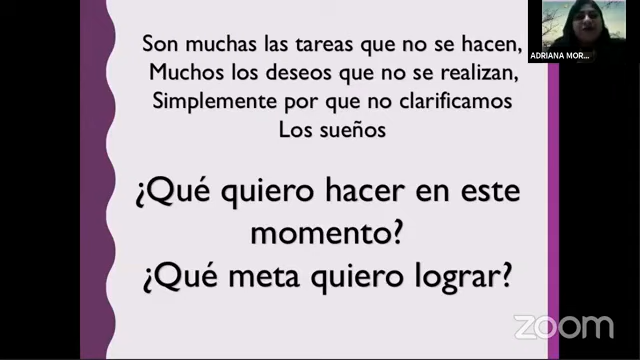 Son muchas las tareas que no se hacen,
Muchos los deseos que no se realizan,
Simplemente por que no clarificamos
Los sueños
¿Qué quiero hacer en este
momento?
¿Qué meta quiero lograr?
ADRIANA MOR...
zoom